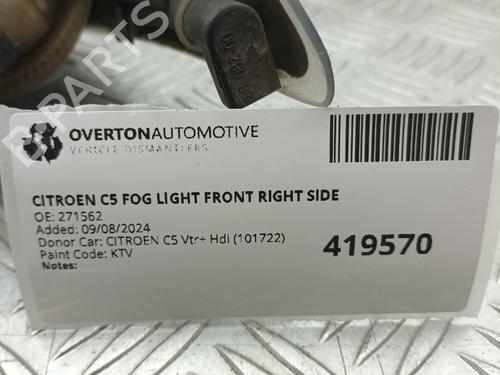 B-PARTS
OVERTONAUTOMOTIVE
VEHICLE DISMANTLERS
CITROEN C5 FOG LIGHT FRONT RIGHT SIDE
OE: 271562
Added: 09/08/2024
Donor Car: CITROEN C5 Vtr+ Hdi (101722)
Paint Code: KTV
Notes:
419570